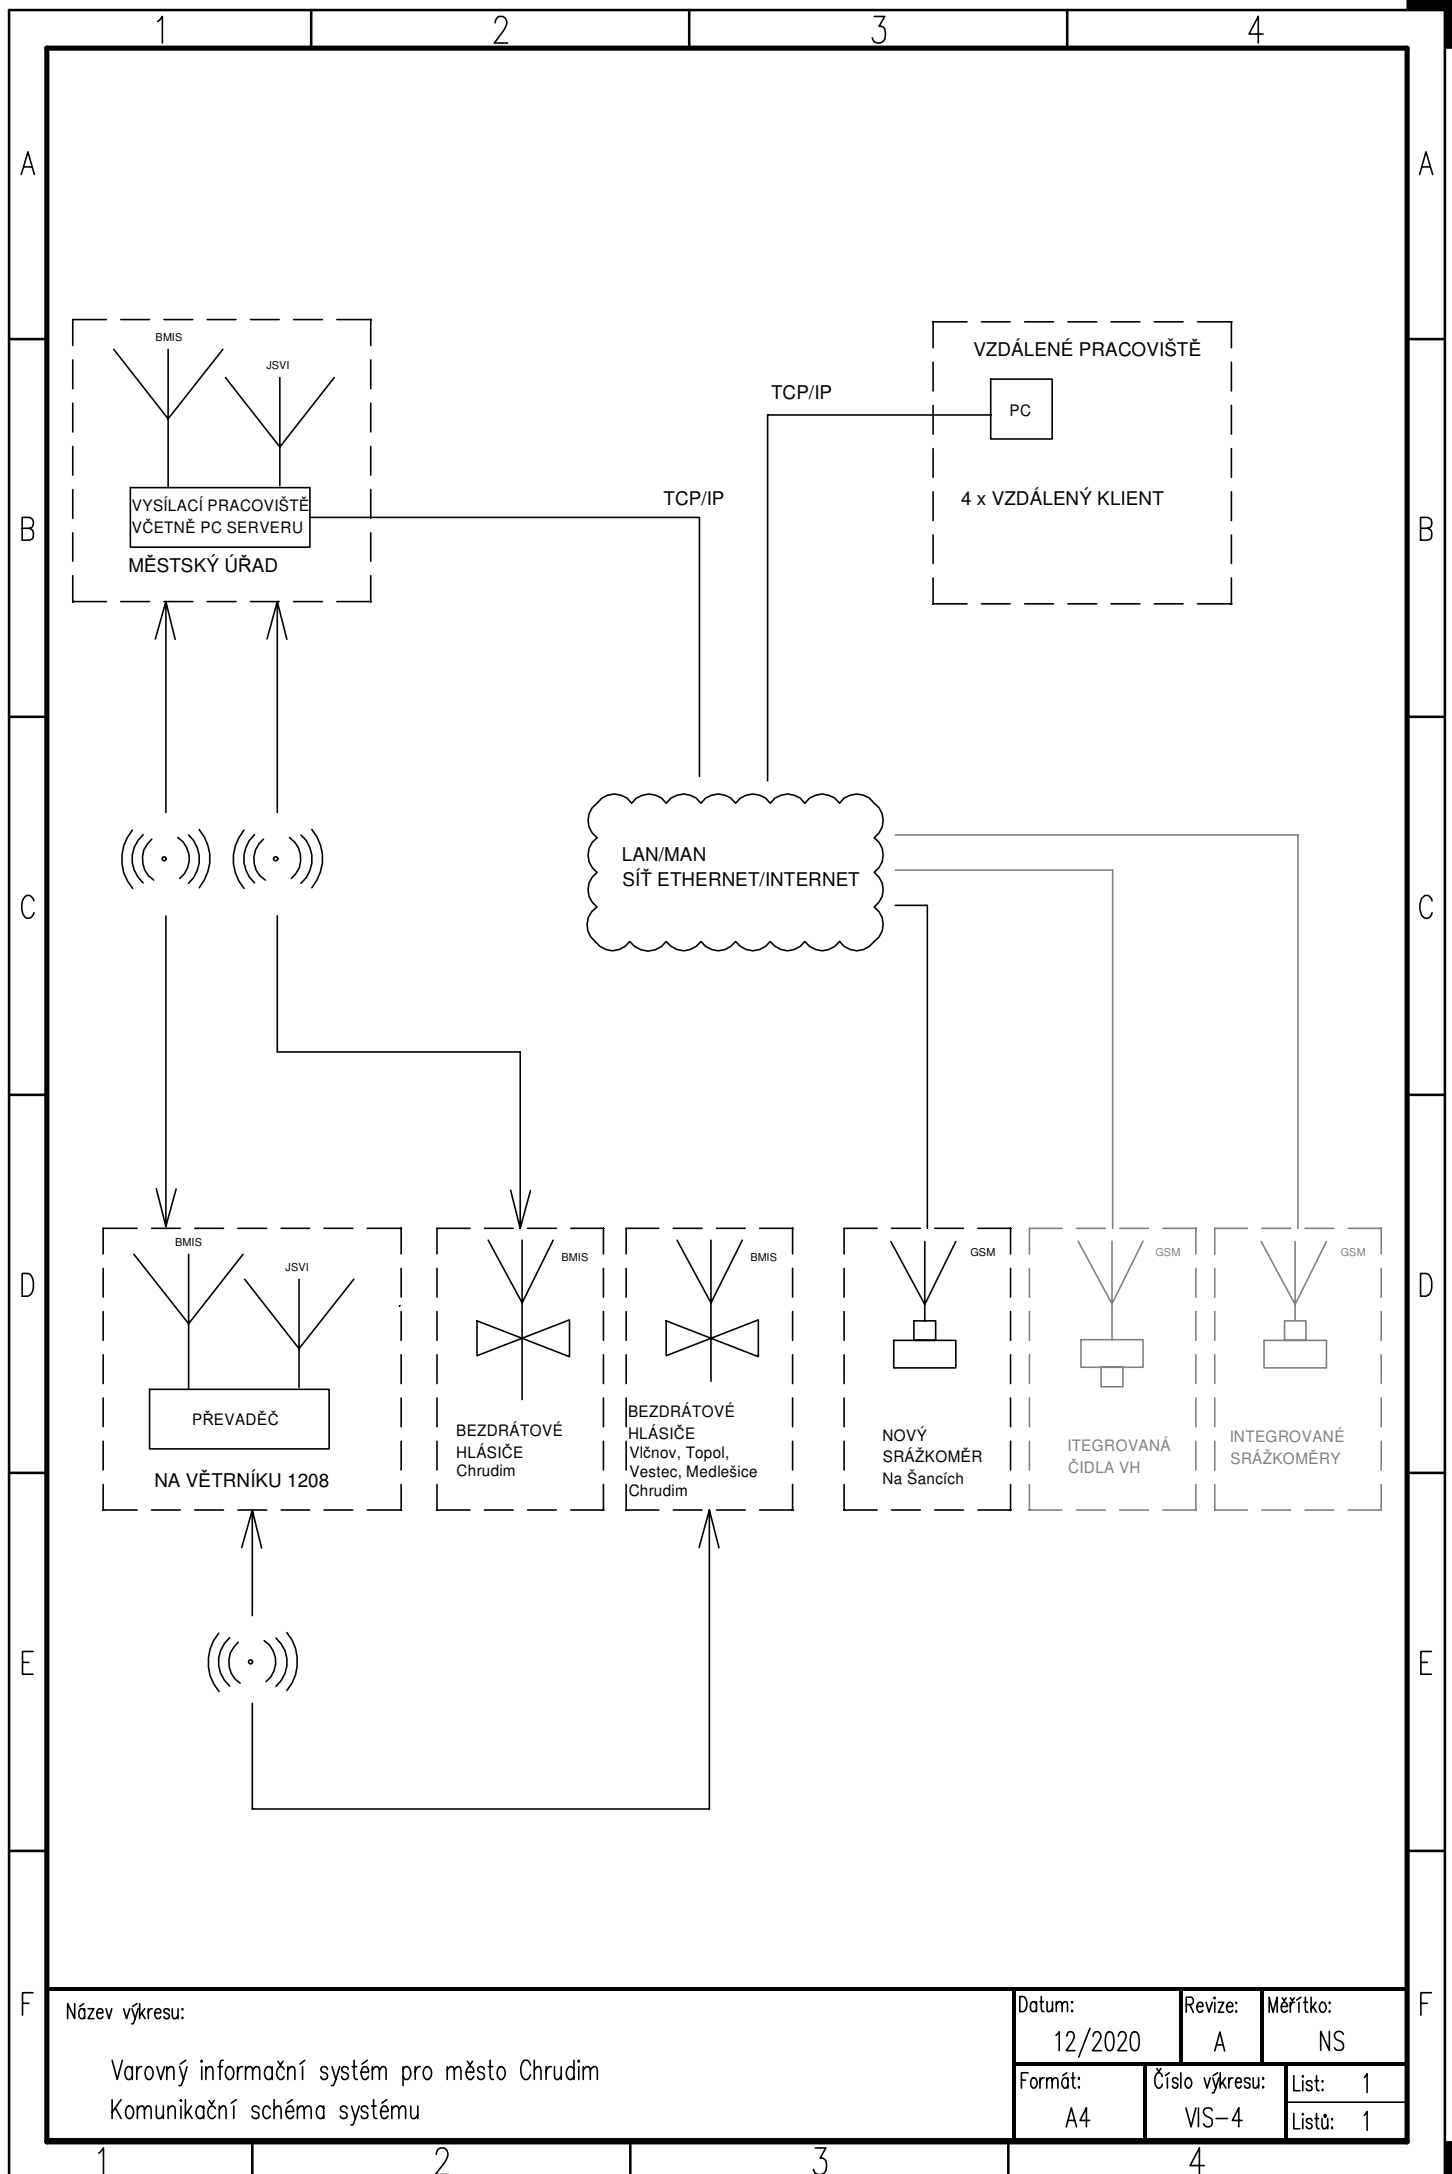 1 2 3 4
A A
BMIS
JSVI
VYSÍLACÍ PRACOVIŠTĚ
VČETNĚ PC SERVERU
MĚSTSKÝ ÚŘAD
TCP/IP
TCP/IP
VZDÁLENÉ PRACOVIŠTĚ
PC
4 x VZDÁLENÝ KLIENT
B B
LAN/MAN
SÍŤ ETHERNET/INTERNET
C C
BMIS
JSVI
PŘEVADĚČ
NA VĚTRNÍKU 1208
BMIS
BEZDRÁTOVÉ
HLÁSIČE
Chrudim
BMIS
BEZDRÁTOVÉ
HLÁSIČE
Vlčnov, Topol,
Vestec, Medlešice
Chrudim
GSM
NOVÝ
SRÁŽKOMĚR
Na Šancích
GSM
ITEGROVANÁ
ČIDLA VH
GSM
INTEGROVANÉ
SRÁŽKOMĚRY
D D
E E
F F
Název výkresu:
Varovný informační systém pro město Chrudim
Komunikační schéma systému
Datum:
12/2020
Revize:
A
Měřítko:
NS
Formát:
A4
Číslo výkresu:
VIS-4
List: 1
Listů: 1
1 2 3 4